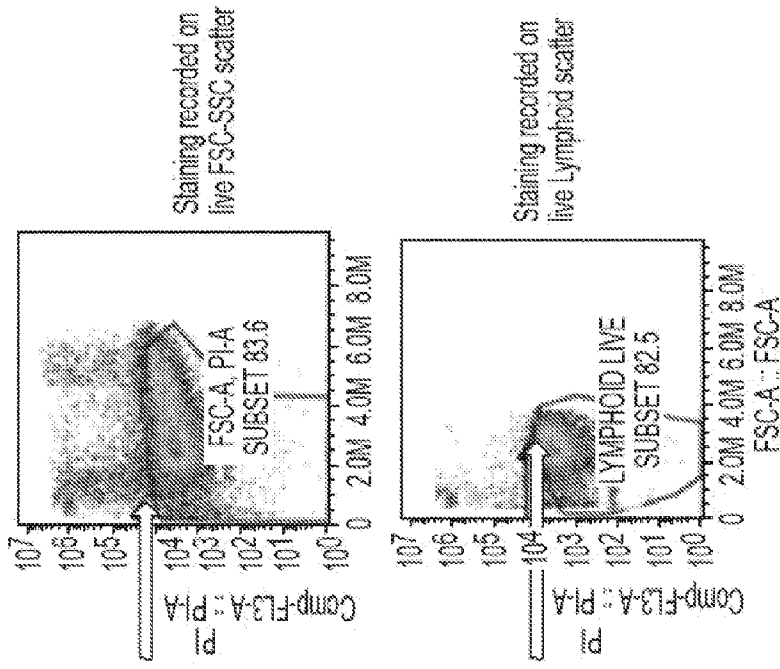 PI
Comp-FL3-A :: PI-A
10⁷
10⁶
10⁵
10⁴
10³
10²
10¹
10⁰
FSC-A, PI-A
SUBSET 83.6
0 2.0M 4.0M 6.0M 8.0M
Staining recorded on
live FSC-SSC scatter
PI
Comp-FL3-A :: PI-A
10⁷
10⁶
10⁵
10⁴
10³
10²
10¹
10⁰
LYMPHOID LIVE
SUBSET 82.5
0 2.0M 4.0M 6.0M 8.0M
FSC-A :: FSC-A
Staining recorded on
live Lymphoid scatter